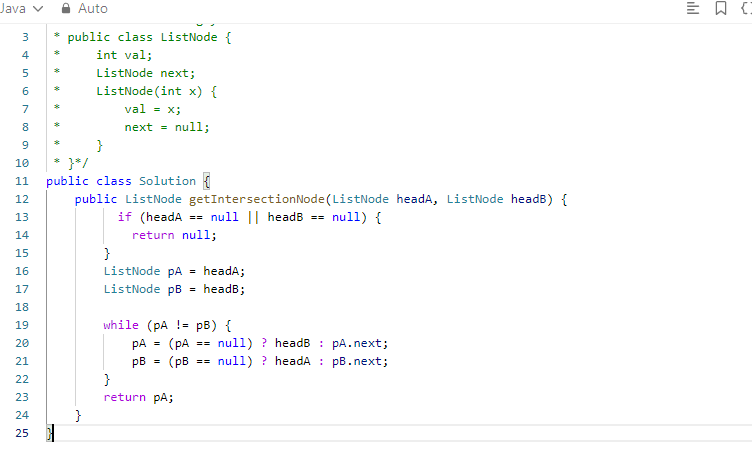 Java Auto
3 * public class ListNode {
4 * int val;
5 * ListNode next;
6 * ListNode(int x) {
7 * val = x;
8 * next = null;
9 * }
10 * }*/
11 public class Solution {
12 public ListNode getIntersectionNode(ListNode headA, ListNode headB) {
13 if (headA == null || headB == null) {
14 return null;
15 }
16 ListNode pA = headA;
17 ListNode pB = headB;
18
19 while (pA != pB) {
20 pA = (pA == null) ? headB : pA.next;
21 pB = (pB == null) ? headA : pB.next;
22 }
23 return pA;
24 }
25 }